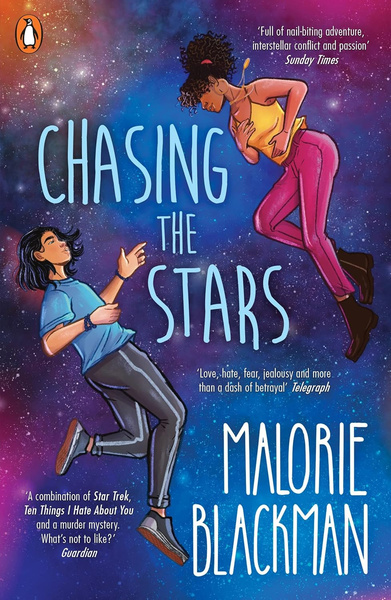 'Full of nail-biting adventure,
interstellar conflict and passion'
Sunday Times
CHASING
THE
STARS
'Love, hate, fear, jealousy and more
than a dash of betrayal' Telegraph
MALORIE
BLACKMAN
'A combination of Star Trek,
Ten Things I Hate About You
and a murder mystery.
What's not to like?'
Guardian